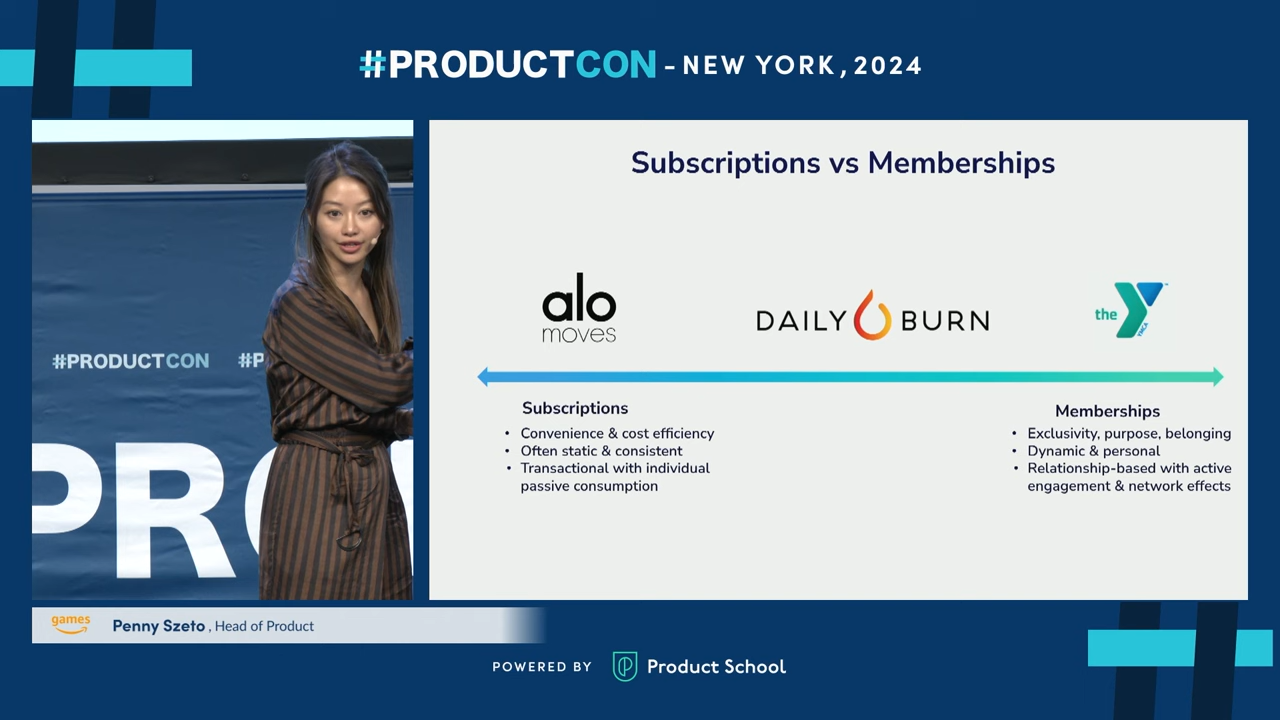 #PRODUCTCON - NEW YORK, 2024
#PRODUCTCON #P
PRO
Subscriptions vs Memberships
alo
moves
DAILY BURN
the Y
YMCA
Subscriptions
• Convenience & cost efficiency
• Often static & consistent
• Transactional with individual
passive consumption
Memberships
• Exclusivity, purpose, belonging
• Dynamic & personal
• Relationship-based with active
engagement & network effects
games
Penny Szeto, Head of Product
POWERED BY Product School